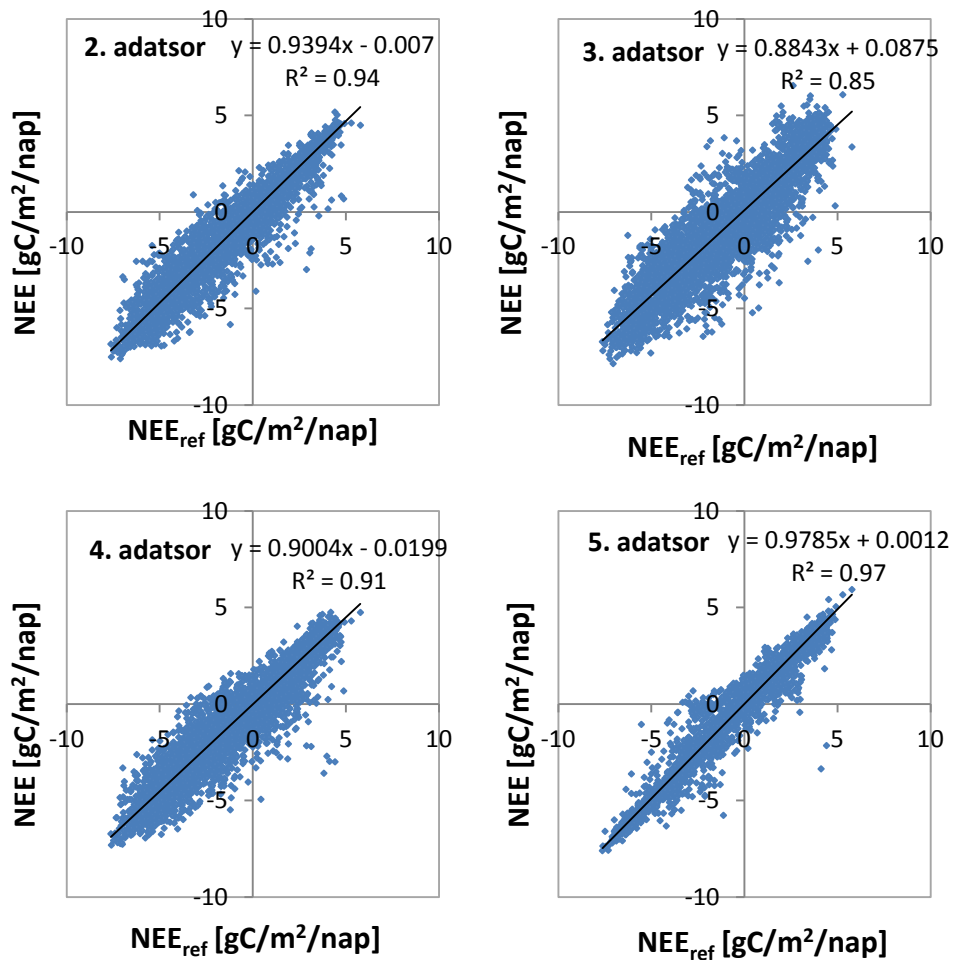 10
2. adatsor y = 0.9394x - 0.007
R² = 0.94
5
0
-10 -5 0 5 10
-5
-10
NEE [gC/m²/nap]
NEEref [gC/m²/nap]
10
3. adatsor y = 0.8843x + 0.0875
R² = 0.85
5
0
-10 -5 0 5 10
-5
-10
NEE [gC/m²/nap]
NEEref [gC/m²/nap]
10
4. adatsor y = 0.9004x - 0.0199
R² = 0.91
5
0
-10 -5 0 5 10
-5
-10
NEE [gC/m²/nap]
NEEref [gC/m²/nap]
10
5. adatsor y = 0.9785x + 0.0012
R² = 0.97
5
0
-10 -5 0 5 10
-5
-10
NEE [gC/m²/nap]
NEEref [gC/m²/nap]